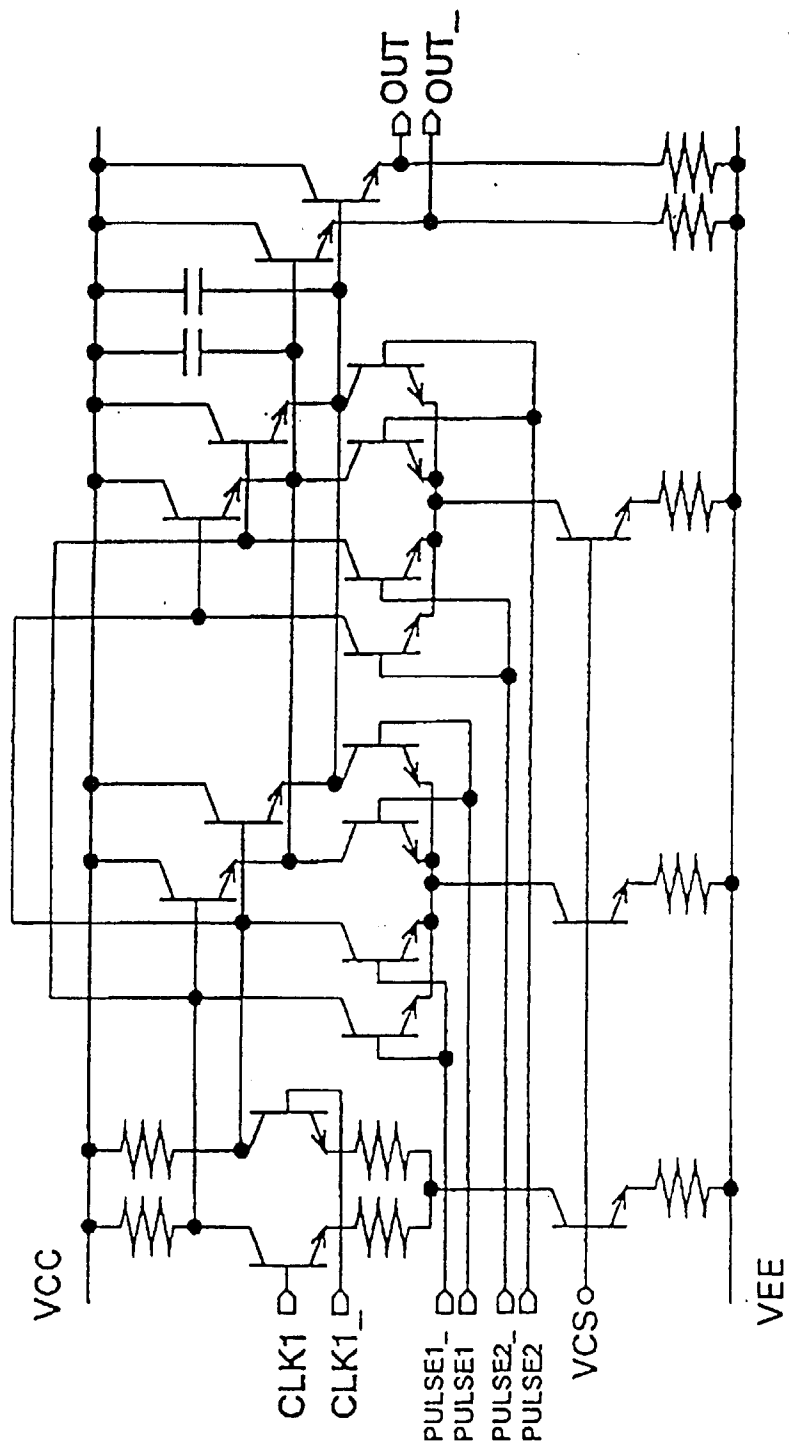 VCC
CLK1
CLK1_
PULSE1_
PULSE1
PULSE2_
PULSE2
VCS
VEE
OUT
OUT_